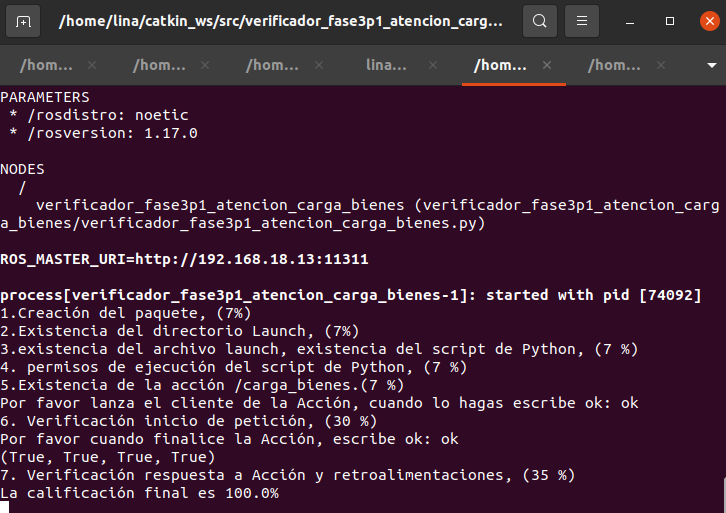 /home/lina/catkin_ws/src/verificador_fase3p1_atencion_carg...
/hom... × /hom... × /hom... × lina... × /hom... × /hom... ×
PARAMETERS
* /rosdistro: noetic
* /rosversion: 1.17.0
NODES
/
verificador_fase3p1_atencion_carga_bienes (verificador_fase3p1_atencion_carg
a_bienes/verificador_fase3p1_atencion_carga_bienes.py)
ROS_MASTER_URI=http://192.168.18.13:11311
process[verificador_fase3p1_atencion_carga_bienes-1]: started with pid [74092]
1.Creación del paquete, (7%)
2.Existencia del directorio Launch, (7%)
3.existencia del archivo launch, existencia del script de Python, (7 %)
4. permisos de ejecución del script de Python, (7 %)
5.Existencia de la acción /carga_bienes.(7 %)
Por favor lanza el cliente de la Acción, cuando lo hagas escribe ok: ok
6. Verificación inicio de petición, (30 %)
Por favor cuando finalice la Acción, escribe ok: ok
(True, True, True, True)
7. Verificación respuesta a Acción y retroalimentaciones, (35 %)
La calificación final es 100.0%